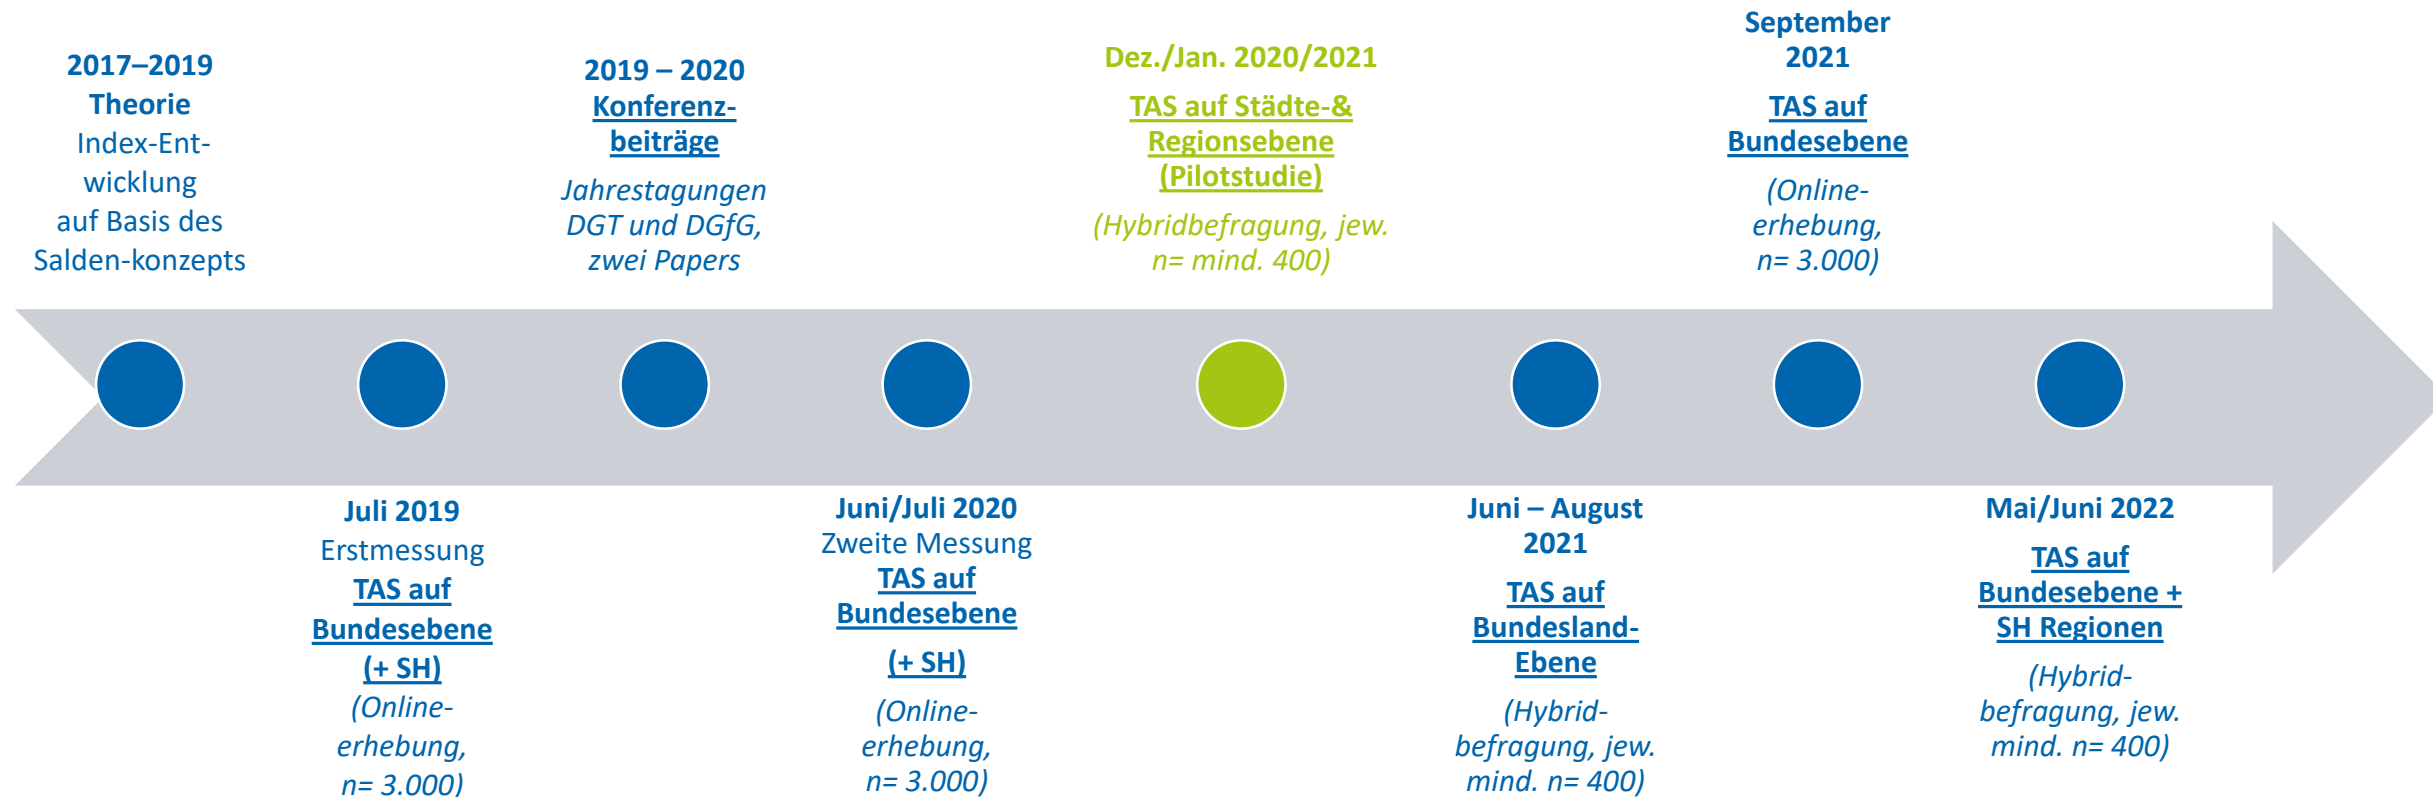 2017–2019
Theorie
Index-Ent-
wicklung
auf Basis des
Salden-konzepts
Juli 2019
Erstmessung
TAS auf
Bundesebene
(+ SH)
(Online-
erhebung,
n= 3.000)
2019 – 2020
Konferenz-
beiträge
Jahrestagungen
DGT und DGfG,
zwei Papers
Juni/Juli 2020
Zweite Messung
TAS auf
Bundesebene
(+ SH)
(Online-
erhebung,
n= 3.000)
Dez./Jan. 2020/2021
TAS auf Städte-&
Regionsebene
(Pilotstudie)
(Hybridbefragung, jew.
n= mind. 400)
Juni – August
2021
TAS auf
Bundesland-
Ebene
(Hybrid-
befragung, jew.
mind. n= 400)
September
2021
TAS auf
Bundesebene
(Online-
erhebung,
n= 3.000)
Mai/Juni 2022
TAS auf
Bundesebene +
SH Regionen
(Hybrid-
befragung, jew.
mind. n= 400)